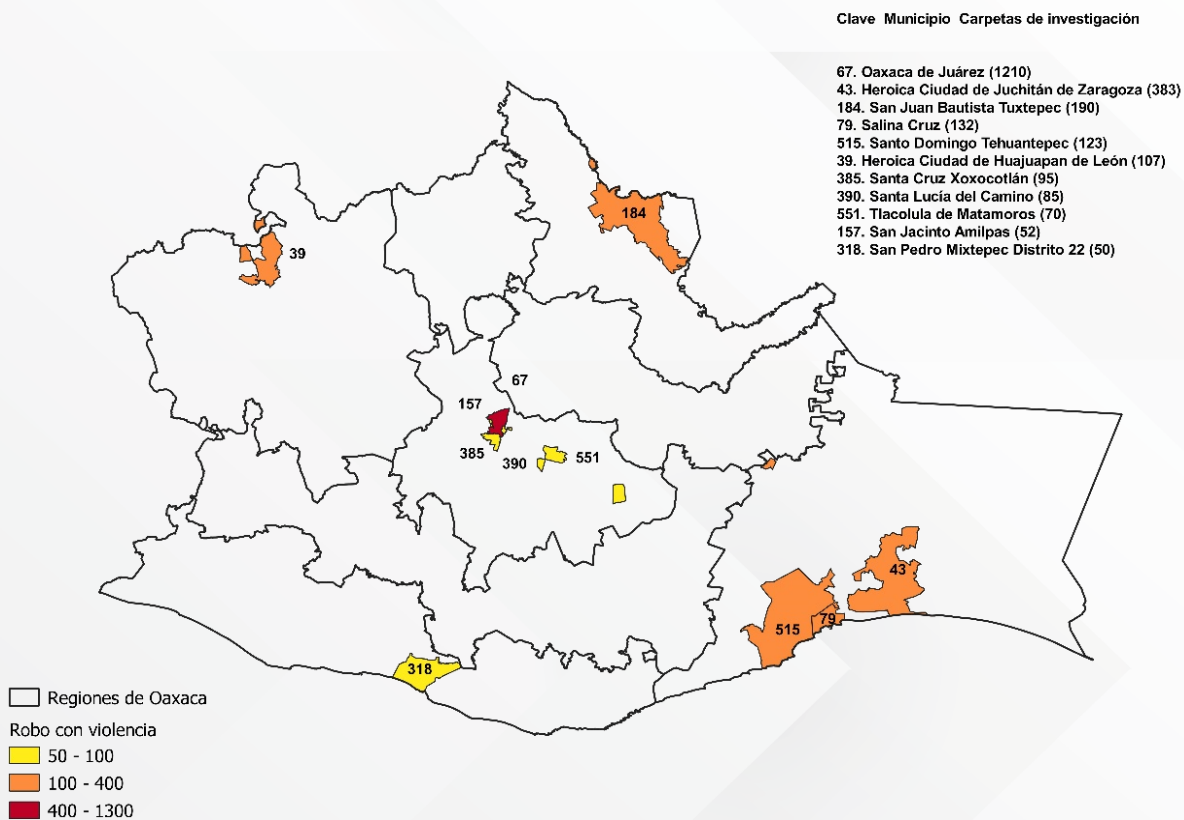 Clave Municipio Carpetas de investigación
67. Oaxaca de Juárez (1210)
43. Heroica Ciudad de Juchitán de Zaragoza (383)
184. San Juan Bautista Tuxtepec (190)
79. Salina Cruz (132)
515. Santo Domingo Tehuantepec (123)
39. Heroica Ciudad de Huajuapan de León (107)
385. Santa Cruz Xoxocotlán (95)
390. Santa Lucía del Camino (85)
551. Tlacolula de Matamoros (70)
157. San Jacinto Amilpas (52)
318. San Pedro Mixtepec Distrito 22 (50)
184
39
67
157
385
390
551
43
79
515
318
Regiones de Oaxaca
Robo con violencia
50 - 100
100 - 400
400 - 1300